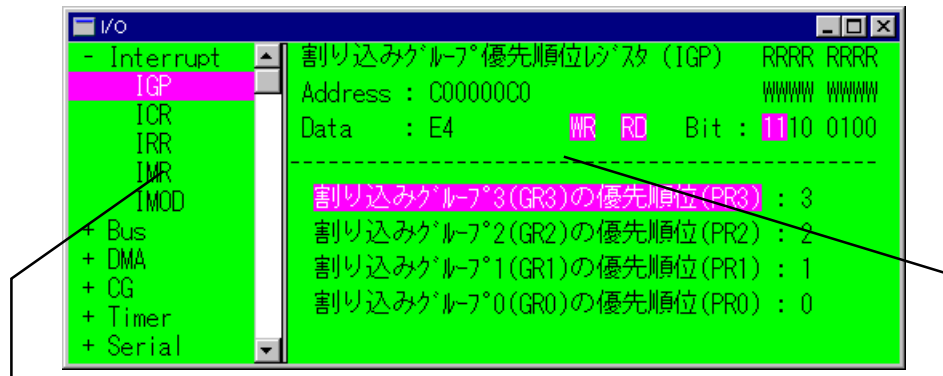 I/O
- Interrupt
IGP
ICR
IRR
IMR
IMOD
+ Bus
+ DMA
+ CG
+ Timer
+ Serial
割り込みｸﾞﾙｰﾌﾟ優先順位ﾚｼﾞｽﾀ (IGP) RRRR RRRR
Address : C00000C0 WWWW WWWW
Data : E4 WR RD Bit : 1110 0100
割り込みｸﾞﾙｰﾌﾟ3(GR3)の優先順位(PR3) : 3
割り込みｸﾞﾙｰﾌﾟ2(GR2)の優先順位(PR2) : 2
割り込みｸﾞﾙｰﾌﾟ1(GR1)の優先順位(PR1) : 1
割り込みｸﾞﾙｰﾌﾟ0(GR0)の優先順位(PR0) : 0